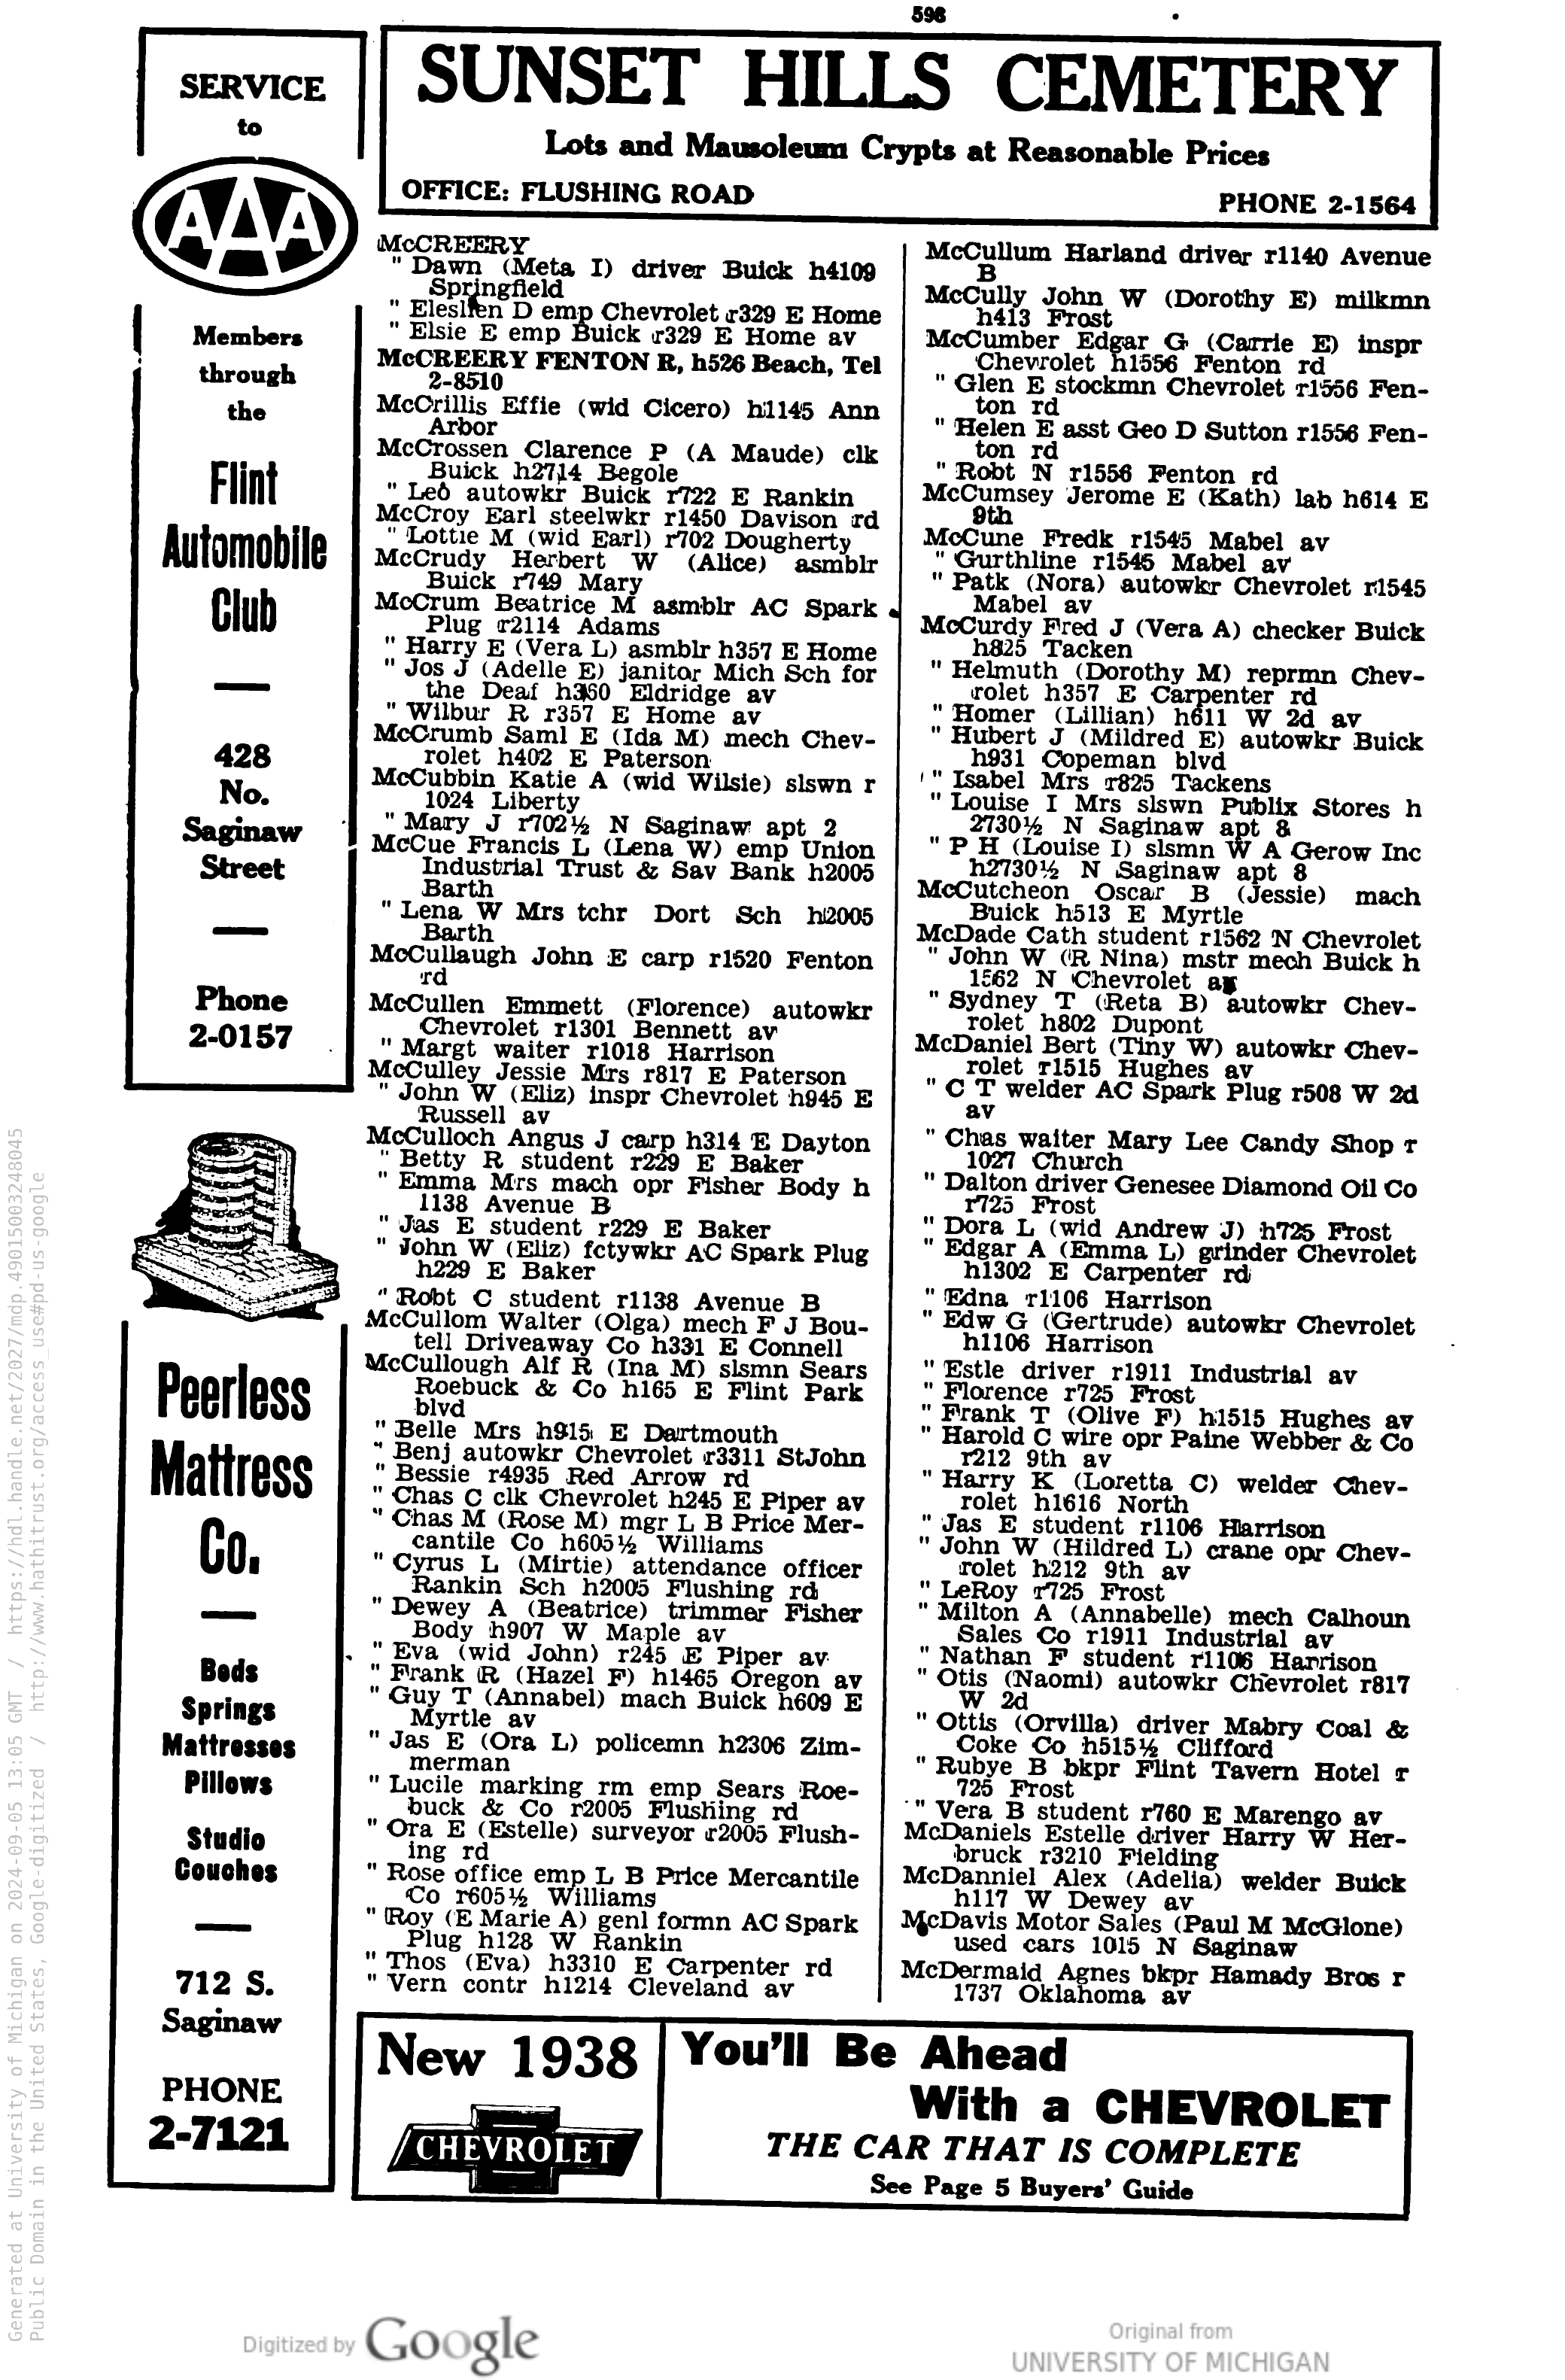 598
SERVICE
to
AAA
Members
through
the
Flint
Automobile
Club
428
No.
Saginaw
Street
Phone
2-0157
Peerless
Mattress
Co.
Beds
Springs
Mattresses
Pillows
Studio
Couches
712 S.
Saginaw
PHONE
2-7121
SUNSET HILLS CEMETERY
Lots and Mausoleum Crypts at Reasonable Prices
OFFICE: FLUSHING ROAD
PHONE 2-1564
McCREERY
" Dawn (Meta I) driver Buick h4109
Springfield
" Eleslien D emp Chevrolet r329 E Home
" Elsie E emp Buick r329 E Home av
McCREERY FENTON R, h526 Beach, Tel
2-8510
McCrillis Effie (wid Cicero) h1145 Ann
Arbor
McCrossen Clarence P (A Maude) clk
Buick h2714 Begole
" Leo autowkr Buick r722 E Rankin
McCroy Earl steelwkr r1450 Davison rd
" Lottie M (wid Earl) r702 Dougherty
McCrudy Herbert W (Alice) asmblr
Buick r749 Mary
McCrum Beatrice M asmblr AC Spark
Plug r2114 Adams
" Harry E (Vera L) asmblr h357 E Home
" Jos J (Adelle E) janitor Mich Sch for
the Deaf h360 Eldridge av
" Wilbur R r357 E Home av
McCrumb Saml E (Ida M) mech Chev-
rolet h402 E Paterson
McCubbin Katie A (wid Wilsie) slswn r
1024 Liberty
" Mary J r702½ N Saginaw apt 2
McCue Francis L (Lena W) emp Union
Industrial Trust & Sav Bank h2005
Barth
" Lena W Mrs tchr Dort Sch h2005
Barth
McCullaugh John E carp r1520 Fenton
rd
McCullen Emmett (Florence) autowkr
Chevrolet r1301 Bennett av
" Margt waiter r1018 Harrison
McCulley Jessie Mrs r817 E Paterson
" John W (Eliz) inspr Chevrolet h945 E
Russell av
McCulloch Angus J carp h314 E Dayton
" Betty R student r229 E Baker
" Emma Mrs mach opr Fisher Body h
1138 Avenue B
" Jas E student r229 E Baker
" John W (Eliz) fctywkr AC Spark Plug
h229 E Baker
" Robt C student r1138 Avenue B
McCullom Walter (Olga) mech F J Bou-
tell Driveaway Co h331 E Connell
McCullough Alf R (Ina M) slsmn Sears
Roebuck & Co h165 E Flint Park
blvd
" Belle Mrs h915 E Dartmouth
" Benj autowkr Chevrolet r3311 StJohn
" Bessie r4935 Red Arrow rd
" Chas C clk Chevrolet h245 E Piper av
" Chas M (Rose M) mgr L B Price Mer-
cantile Co h605½ Williams
" Cyrus L (Mirtie) attendance officer
Rankin Sch h2005 Flushing rd
" Dewey A (Beatrice) trimmer Fisher
Body h907 W Maple av
" Eva (wid John) r245 E Piper av
" Frank R (Hazel F) h1465 Oregon av
" Guy T (Annabel) mach Buick h609 E
Myrtle av
" Jas E (Ora L) policemn h2306 Zim-
merman
" Lucile marking rm emp Sears Roe-
buck & Co r2005 Flushing rd
" Ora E (Estelle) surveyor r2005 Flush-
ing rd
" Rose office emp L B Price Mercantile
Co r605½ Williams
" Roy (E Marie A) genl formn AC Spark
Plug h128 W Rankin
" Thos (Eva) h3310 E Carpenter rd
" Vern contr h1214 Cleveland av
McCullum Harland driver r1140 Avenue
B
McCully John W (Dorothy E) milkmn
h413 Frost
McCumber Edgar G (Carrie E) inspr
Chevrolet h1556 Fenton rd
" Glen E stockmn Chevrolet r1556 Fen-
ton rd
" Helen E asst Geo D Sutton r1556 Fen-
ton rd
" Robt N r1556 Fenton rd
McCumsey Jerome E (Kath) lab h614 E
9th
McCune Fredk r1545 Mabel av
" Gurthline r1545 Mabel av
" Patk (Nora) autowkr Chevrolet r1545
Mabel av
McCurdy Fred J (Vera A) checker Buick
h825 Tacken
" Helmuth (Dorothy M) reprmn Chev-
rolet h357 E Carpenter rd
" Homer (Lillian) h611 W 2d av
" Hubert J (Mildred E) autowkr Buick
h931 Copeman blvd
" Isabel Mrs r825 Tackens
" Louise I Mrs slswn Publix Stores h
2730½ N Saginaw apt 8
" P H (Louise I) slsmn W A Gerow Inc
h2730½ N Saginaw apt 8
McCutcheon Oscar B (Jessie) mach
Buick h513 E Myrtle
McDade Cath student r1562 N Chevrolet
" John W (R Nina) mstr mech Buick h
1562 N Chevrolet av
" Sydney T (Reta B) autowkr Chev-
rolet h802 Dupont
McDaniel Bert (Tiny W) autowkr Chev-
rolet r1515 Hughes av
" C T welder AC Spark Plug r508 W 2d
av
" Chas waiter Mary Lee Candy Shop r
1027 Church
" Dalton driver Genesee Diamond Oil Co
r725 Frost
" Dora L (wid Andrew J) h725 Frost
" Edgar A (Emma L) grinder Chevrolet
h1302 E Carpenter rd
" Edna r1106 Harrison
" Edw G (Gertrude) autowkr Chevrolet
h1106 Harrison
" Estle driver r1911 Industrial av
" Florence r725 Frost
" Frank T (Olive F) h1515 Hughes av
" Harold C wire opr Paine Webber & Co
r212 9th av
" Harry K (Loretta C) welder Chev-
rolet h1616 North
" Jas E student r1106 Harrison
" John W (Hildred L) crane opr Chev-
rolet h212 9th av
" LeRoy r725 Frost
" Milton A (Annabelle) mech Calhoun
Sales Co r1911 Industrial av
" Nathan F student r1106 Harrison
" Otis (Naomi) autowkr Chevrolet r817
W 2d
" Ottis (Orvilla) driver Mabry Coal &
Coke Co h515½ Clifford
" Rubye B bkpr Flint Tavern Hotel r
725 Frost
" Vera B student r760 E Marengo av
McDaniels Estelle driver Harry W Her-
bruck r3210 Fielding
McDanniel Alex (Adelia) welder Buick
h117 W Dewey av
McDavis Motor Sales (Paul M McGlone)
used cars 1015 N Saginaw
McDermaid Agnes bkpr Hamady Bros r
1737 Oklahoma av
New 1938
CHEVROLET
You'll Be Ahead
With a CHEVROLET
THE CAR THAT IS COMPLETE
See Page 5 Buyers' Guide
Generated at University of Michigan on 2024-09-05 13:05 GMT / https://hdl.handle.net/2027/mdp.49015003248045
Public Domain in the United States, Google-digitized / http://www.hathitrust.org/access_use#pd-us-google
Digitized by Google
Original from
UNIVERSITY OF MICHIGAN